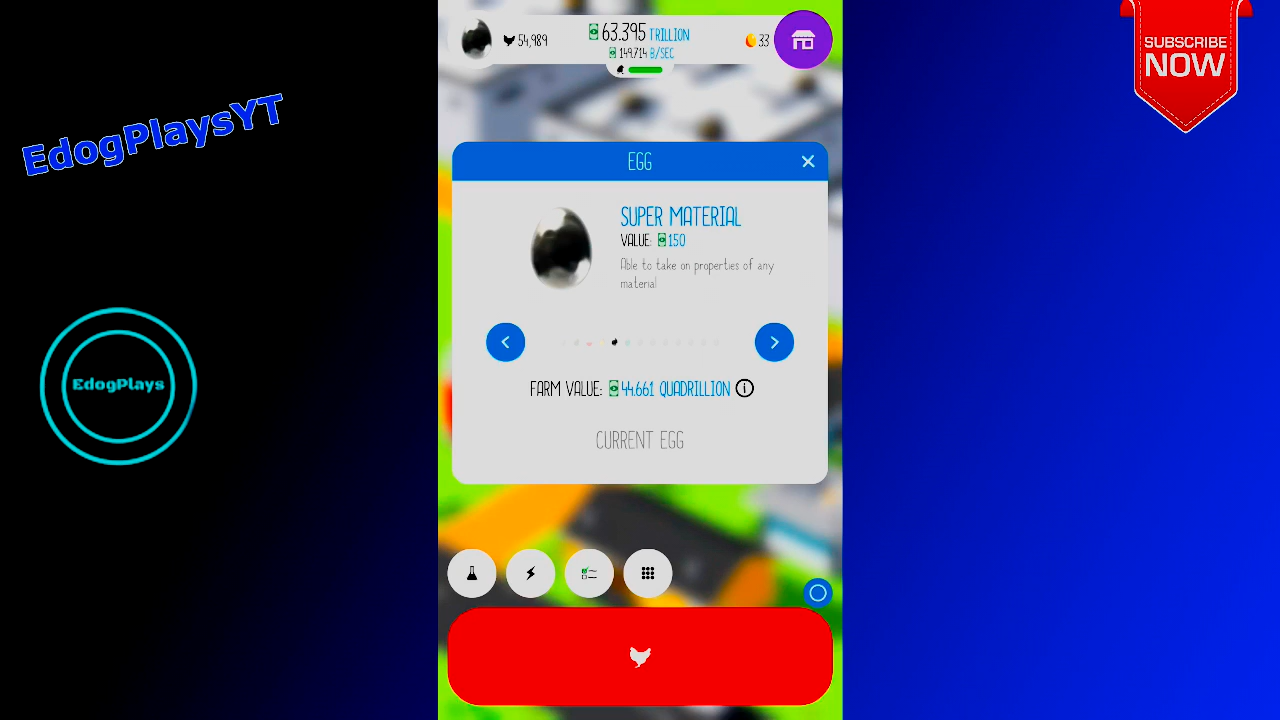 EdogPlaysYT
EdogPlays
54,989
63.395 TRILLION
149.714 B/SEC
33
SUBSCRIBE
NOW
EGG
SUPER MATERIAL
VALUE: 150
Able to take on properties of any
material
FARM VALUE: 44.661 QUADRILLION
CURRENT EGG